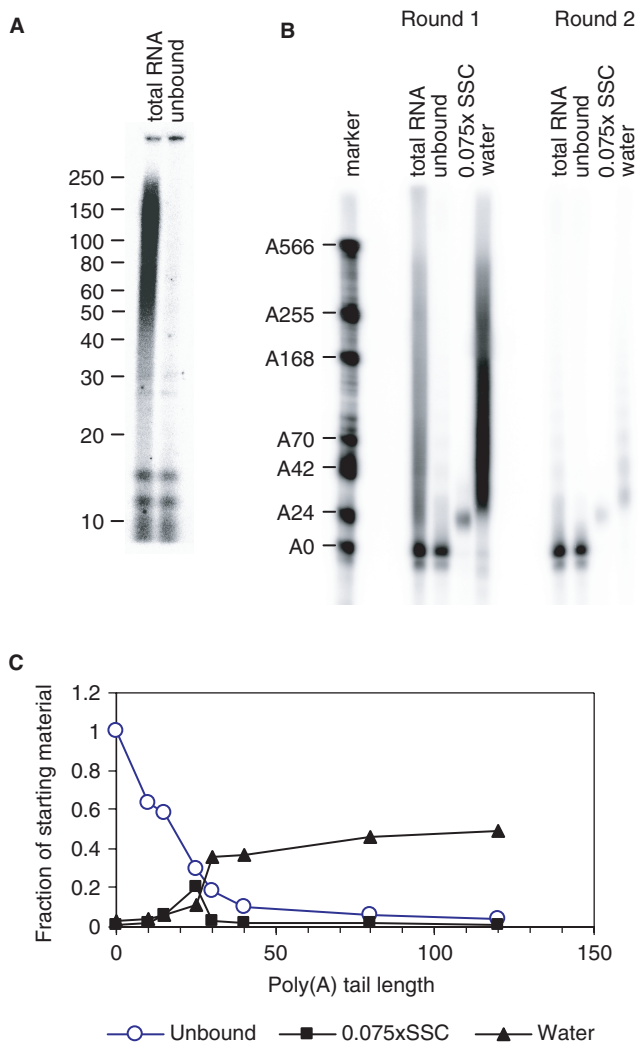 A
total RNA
unbound
250
150
100
80
60
50
40
30
20
10
B
Round 1
Round 2
marker
total RNA
unbound
0.075x SSC
water
total RNA
unbound
0.075x SSC
water
A566
A255
A168
A70
A42
A24
A0
C
Fraction of starting material
1.2
1
0.8
0.6
0.4
0.2
0
0
50
100
150
Poly(A) tail length
Unbound
0.075xSSC
Water